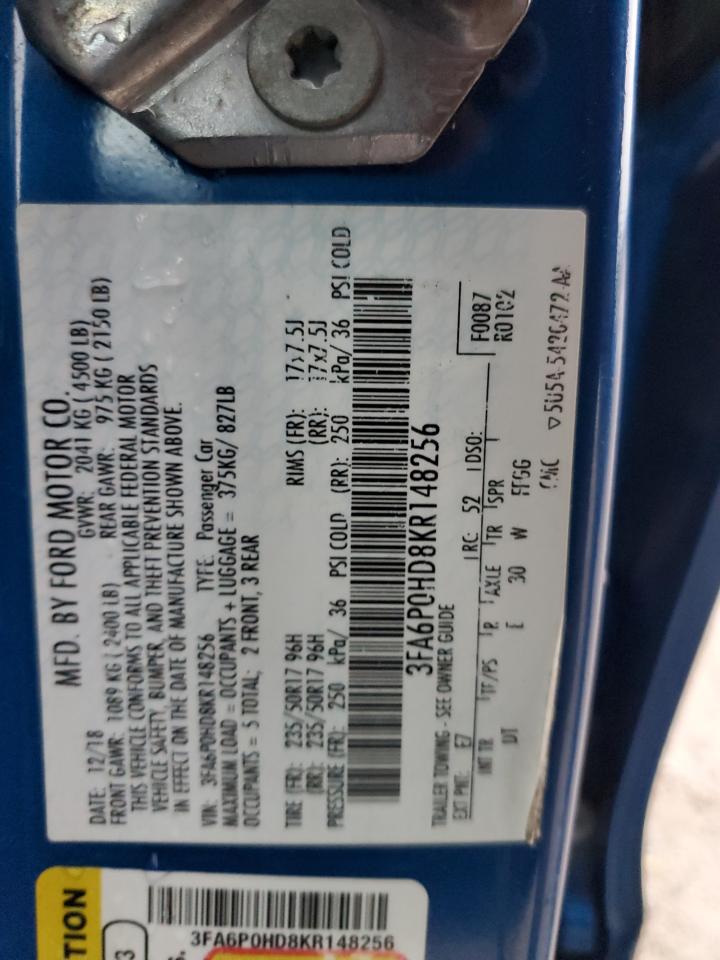 MFD. BY FORD MOTOR CO.
DATE: 12/18 GVWR: 2041 KG ( 4500 LB)
FRONT GAWR: 1089 KG ( 2400 LB) REAR GAWR: 975 KG ( 2150 LB)
THIS VEHICLE CONFORMS TO ALL APPLICABLE FEDERAL MOTOR
VEHICLE SAFETY, BUMPER, AND THEFT PREVENTION STANDARDS
IN EFFECT ON THE DATE OF MANUFACTURE SHOWN ABOVE.
VIN: 3FA6P0HD8KR148256 TYPE: Passenger Car
MAXIMUM LOAD = OCCUPANTS + LUGGAGE = 375KG/ 827LB
OCCUPANTS = 5 TOTAL; 2 FRONT, 3 REAR
TIRE (FR): 235/50R17 96H RIMS (FR): 17x7.5J
(RR): 235/50R17 96H (RR): 17x7.5J
PRESSURE (FR): 250 kPa/ 36 PSI COLD (RR): 250 kPa/ 36 PSI COLD
3FA6P0HD8KR148256
TRAILER TOWING - SEE OWNER GUIDE
F0087
R0102
EXT PNT: E7 RC: 52 DSO:
INT TR TP/PS R AXLE TR SPR
E 30 W
3FA6P0HD8KR148256
TION
3